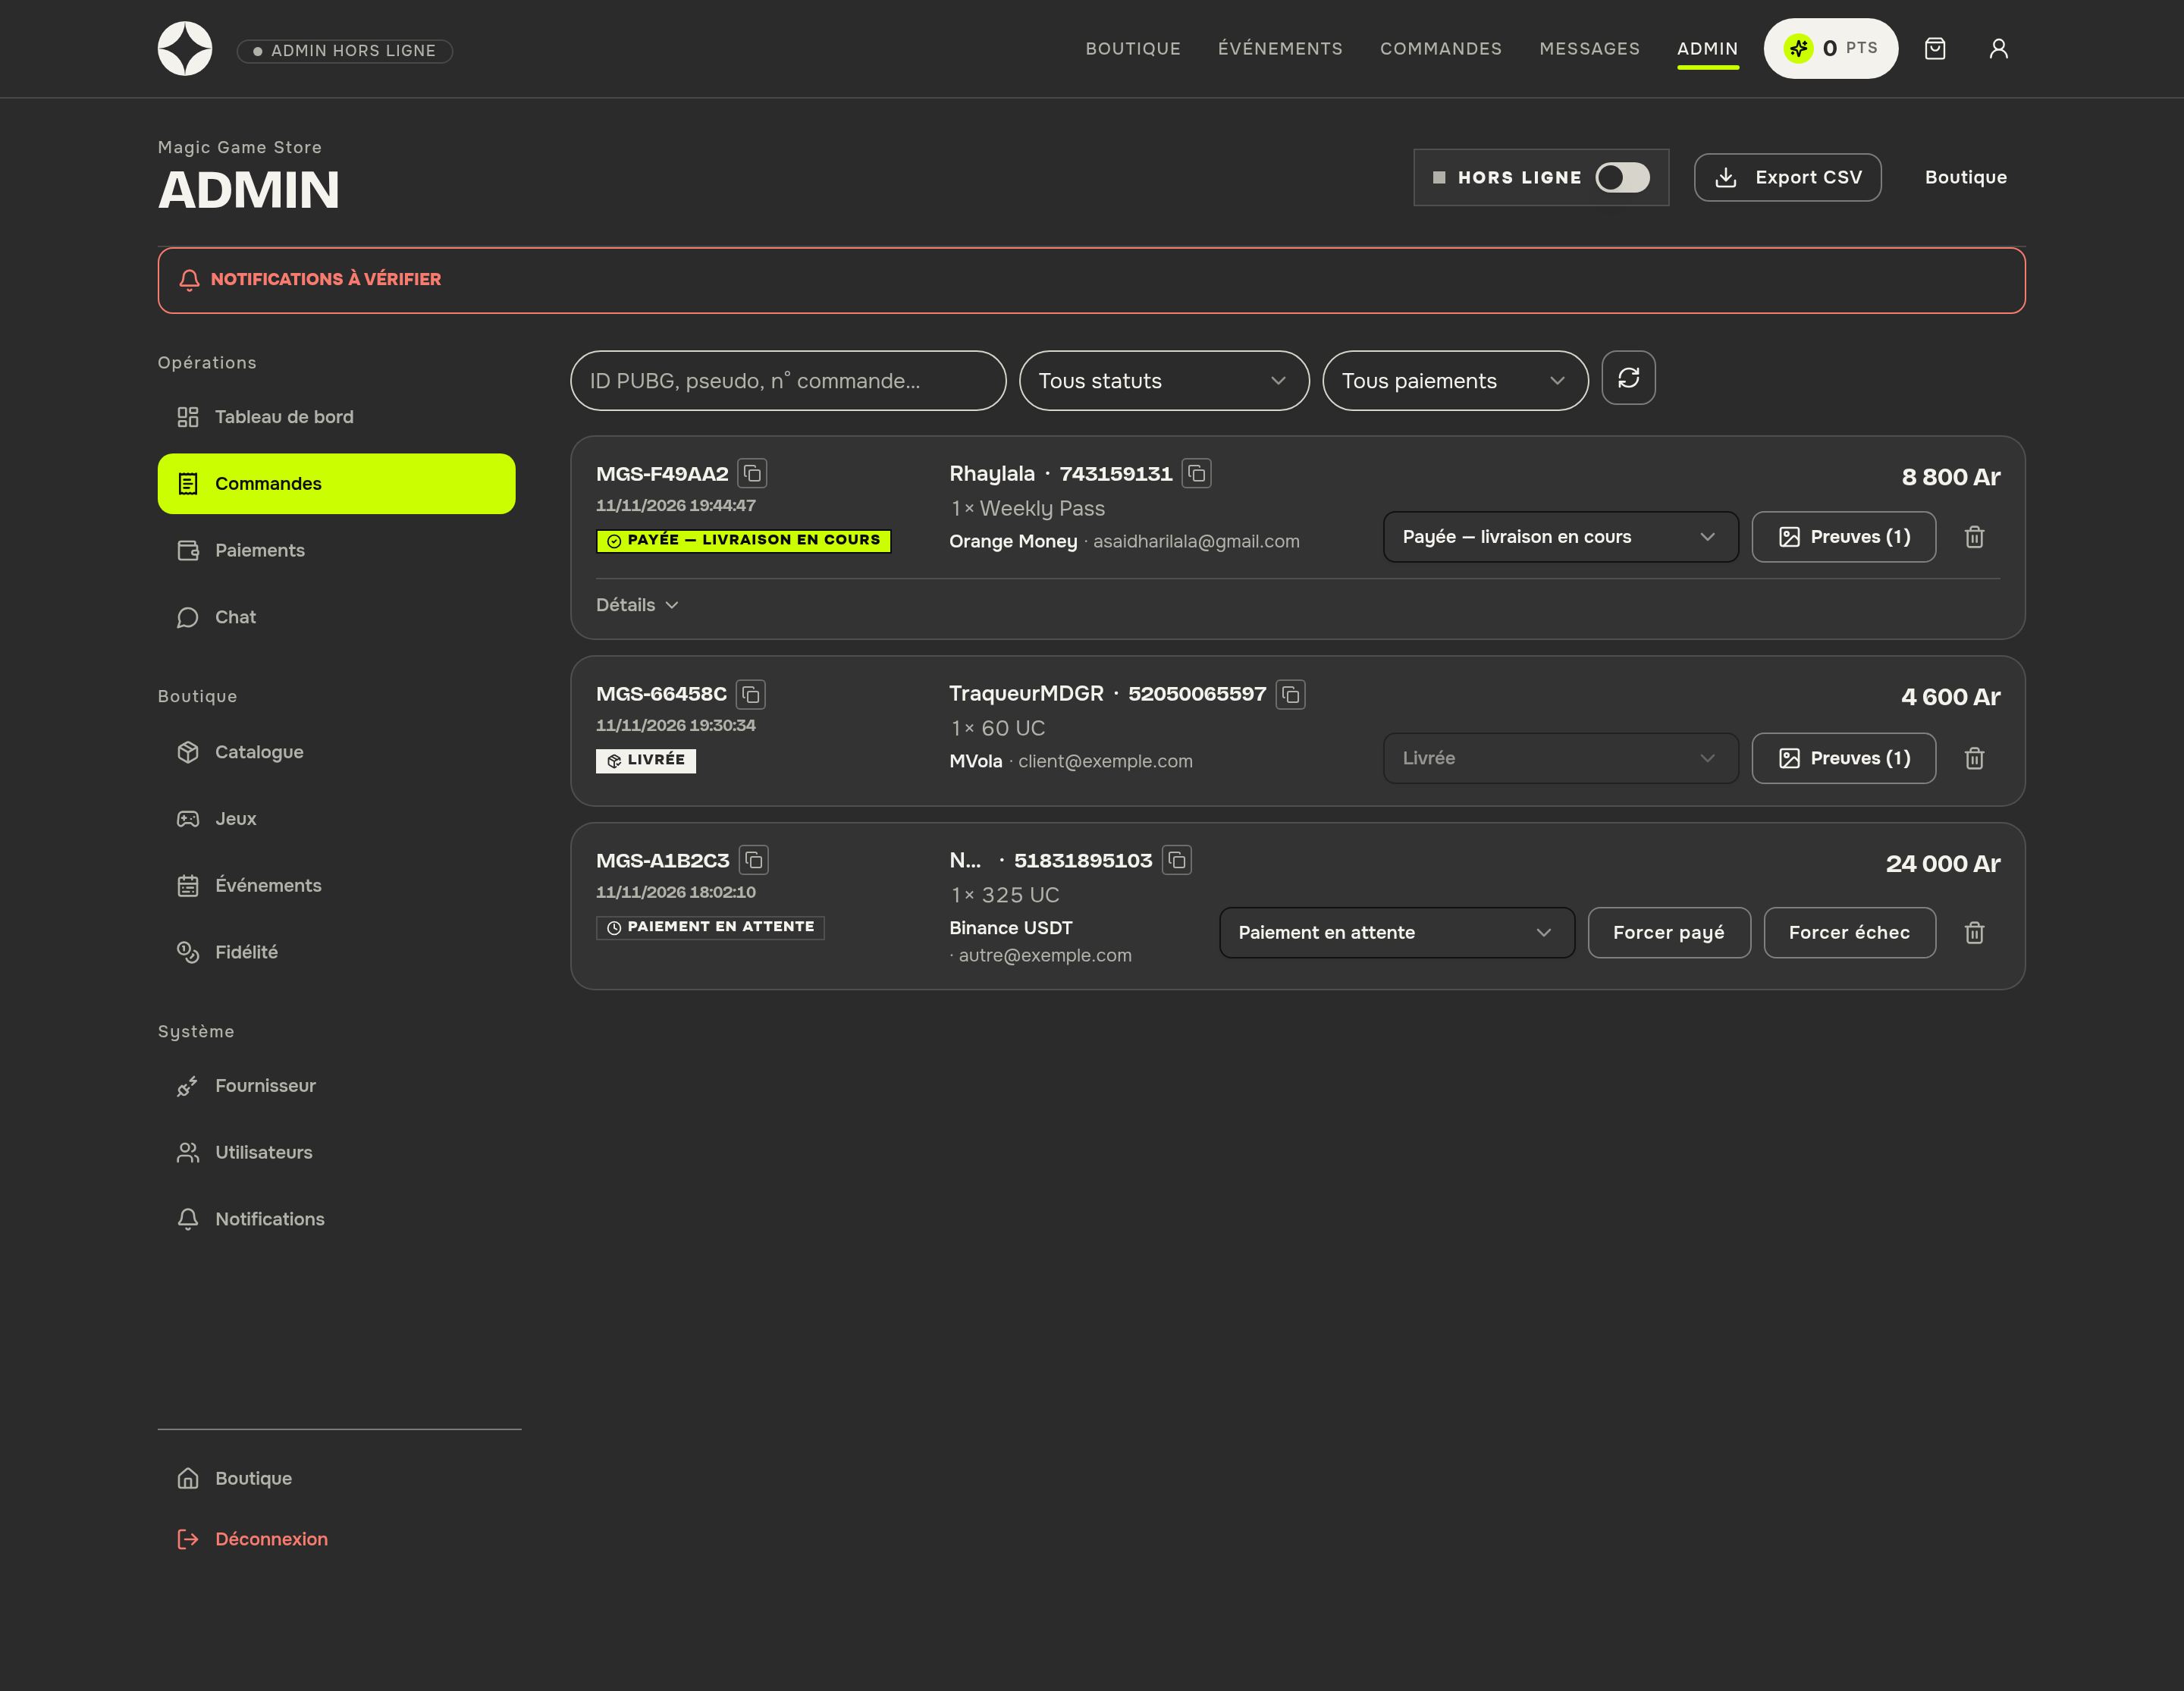 ADMIN HORS LIGNE
BOUTIQUE
ÉVÉNEMENTS
COMMANDES
MESSAGES
ADMIN
0 PTS
Magic Game Store
ADMIN
HORS LIGNE
Export CSV
Boutique
NOTIFICATIONS À VÉRIFIER
Opérations
Tableau de bord
Commandes
Paiements
Chat
Boutique
Catalogue
Jeux
Événements
Fidélité
Système
Fournisseur
Utilisateurs
Notifications
Boutique
Déconnexion
ID PUBG, pseudo, n° commande...
Tous statuts
Tous paiements
MGS-F49AA2
11/11/2026 19:44:47
PAYÉE — LIVRAISON EN COURS
Rhaylala · 743159131
1× Weekly Pass
Orange Money · asaidharilala@gmail.com
8 800 Ar
Payée — livraison en cours
Preuves (1)
Détails
MGS-66458C
11/11/2026 19:30:34
LIVRÉE
TraqueurMDGR · 52050065597
1× 60 UC
MVola · client@exemple.com
4 600 Ar
Livrée
Preuves (1)
MGS-A1B2C3
11/11/2026 18:02:10
PAIEMENT EN ATTENTE
N... · 51831895103
1× 325 UC
Binance USDT
· autre@exemple.com
24 000 Ar
Paiement en attente
Forcer payé
Forcer échec